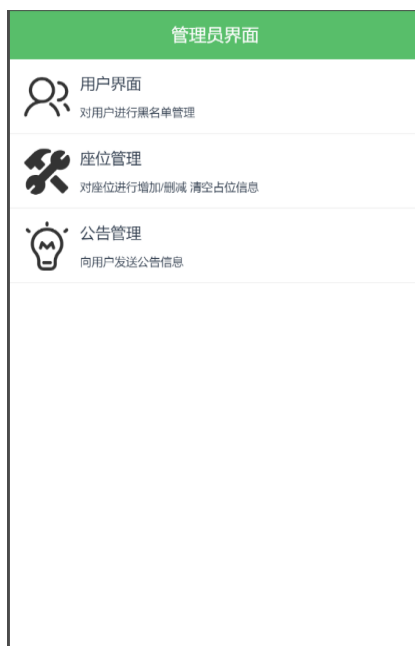 管理员界面
用户界面
对用户进行黑名单管理
座位管理
对座位进行增加/删减 清空占位信息
公告管理
向用户发送公告信息